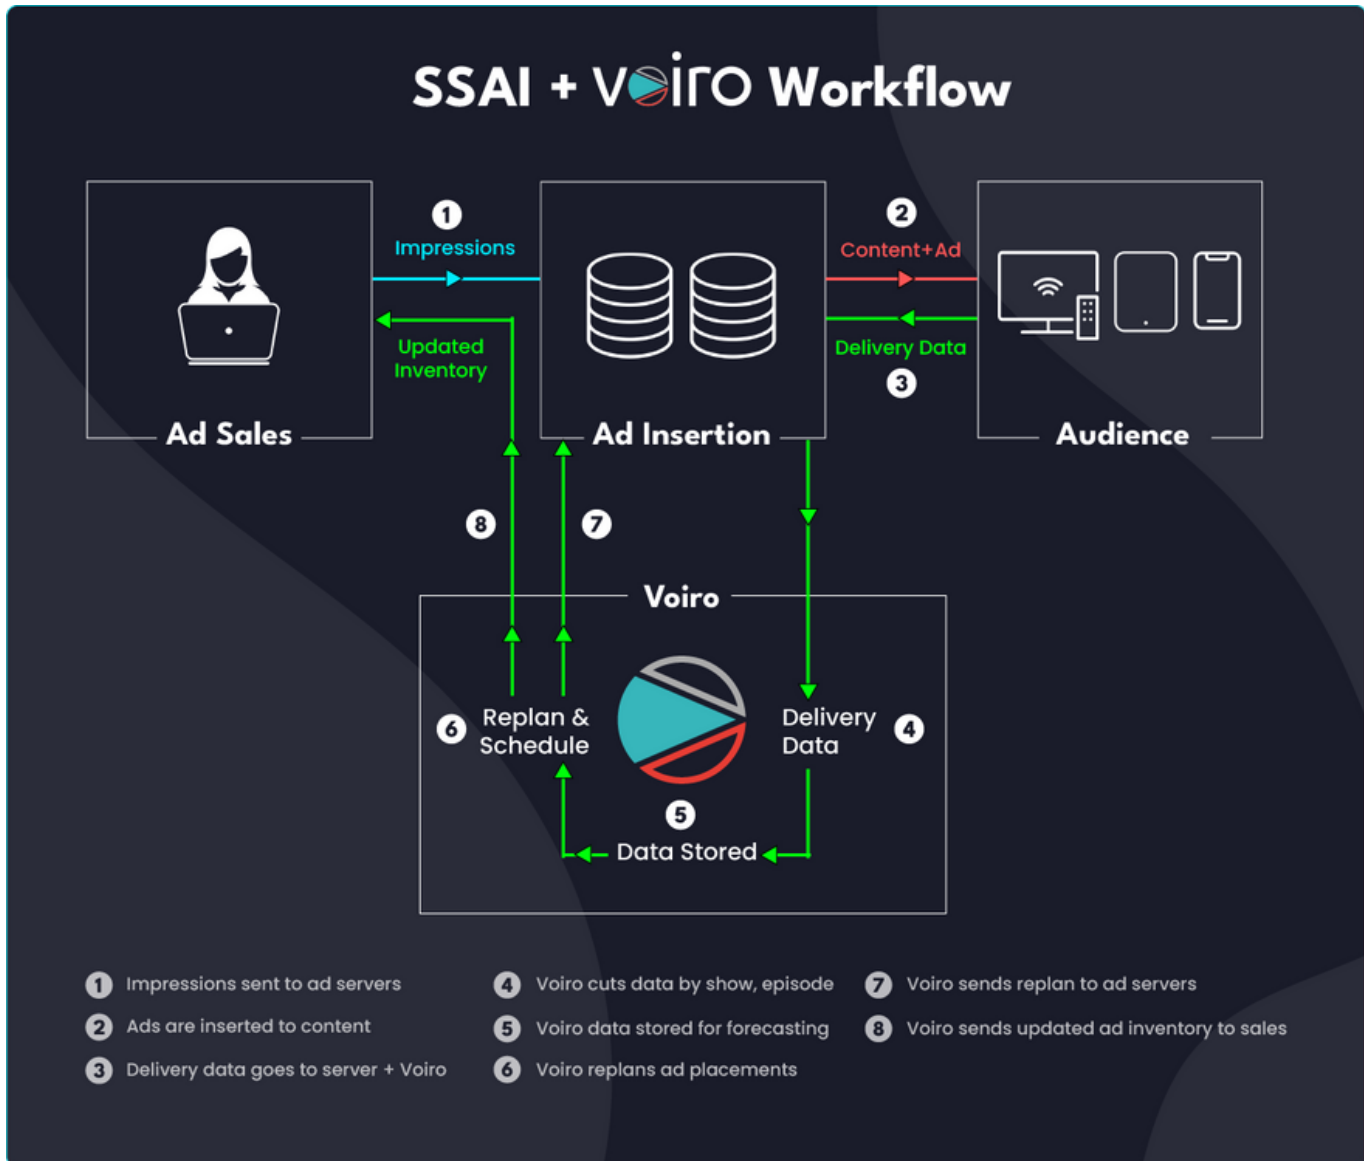 SSAI + VOIRO Workflow
1
Impressions
2
Content+Ad
Updated
Inventory
Delivery Data
3
Ad Sales
Ad Insertion
Audience
8
7
Voiro
6
Replan &
Schedule
Delivery
Data
4
5
Data Stored
1 Impressions sent to ad servers
2 Ads are inserted to content
3 Delivery data goes to server + Voiro
4 Voiro cuts data by show, episode
5 Voiro data stored for forecasting
6 Voiro replans ad placements
7 Voiro sends replan to ad servers
8 Voiro sends updated ad inventory to sales